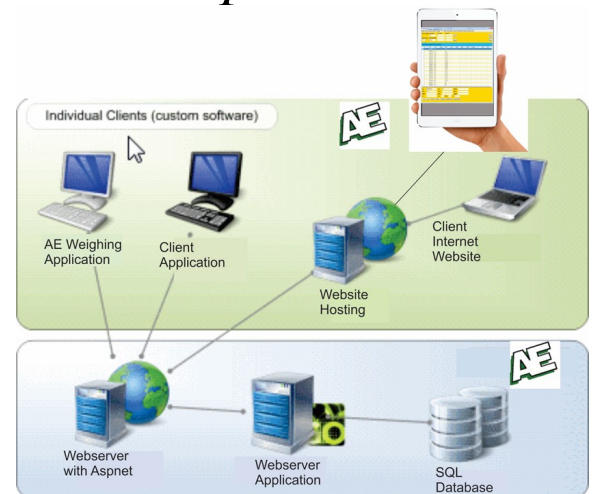 Individual Clients (custom software)
AE
AE Weighing
Application
Client
Application
Client
Internet
Website
Website
Hosting
AE
Webserver
with Aspnet
Webserver
Application
SQL
Database